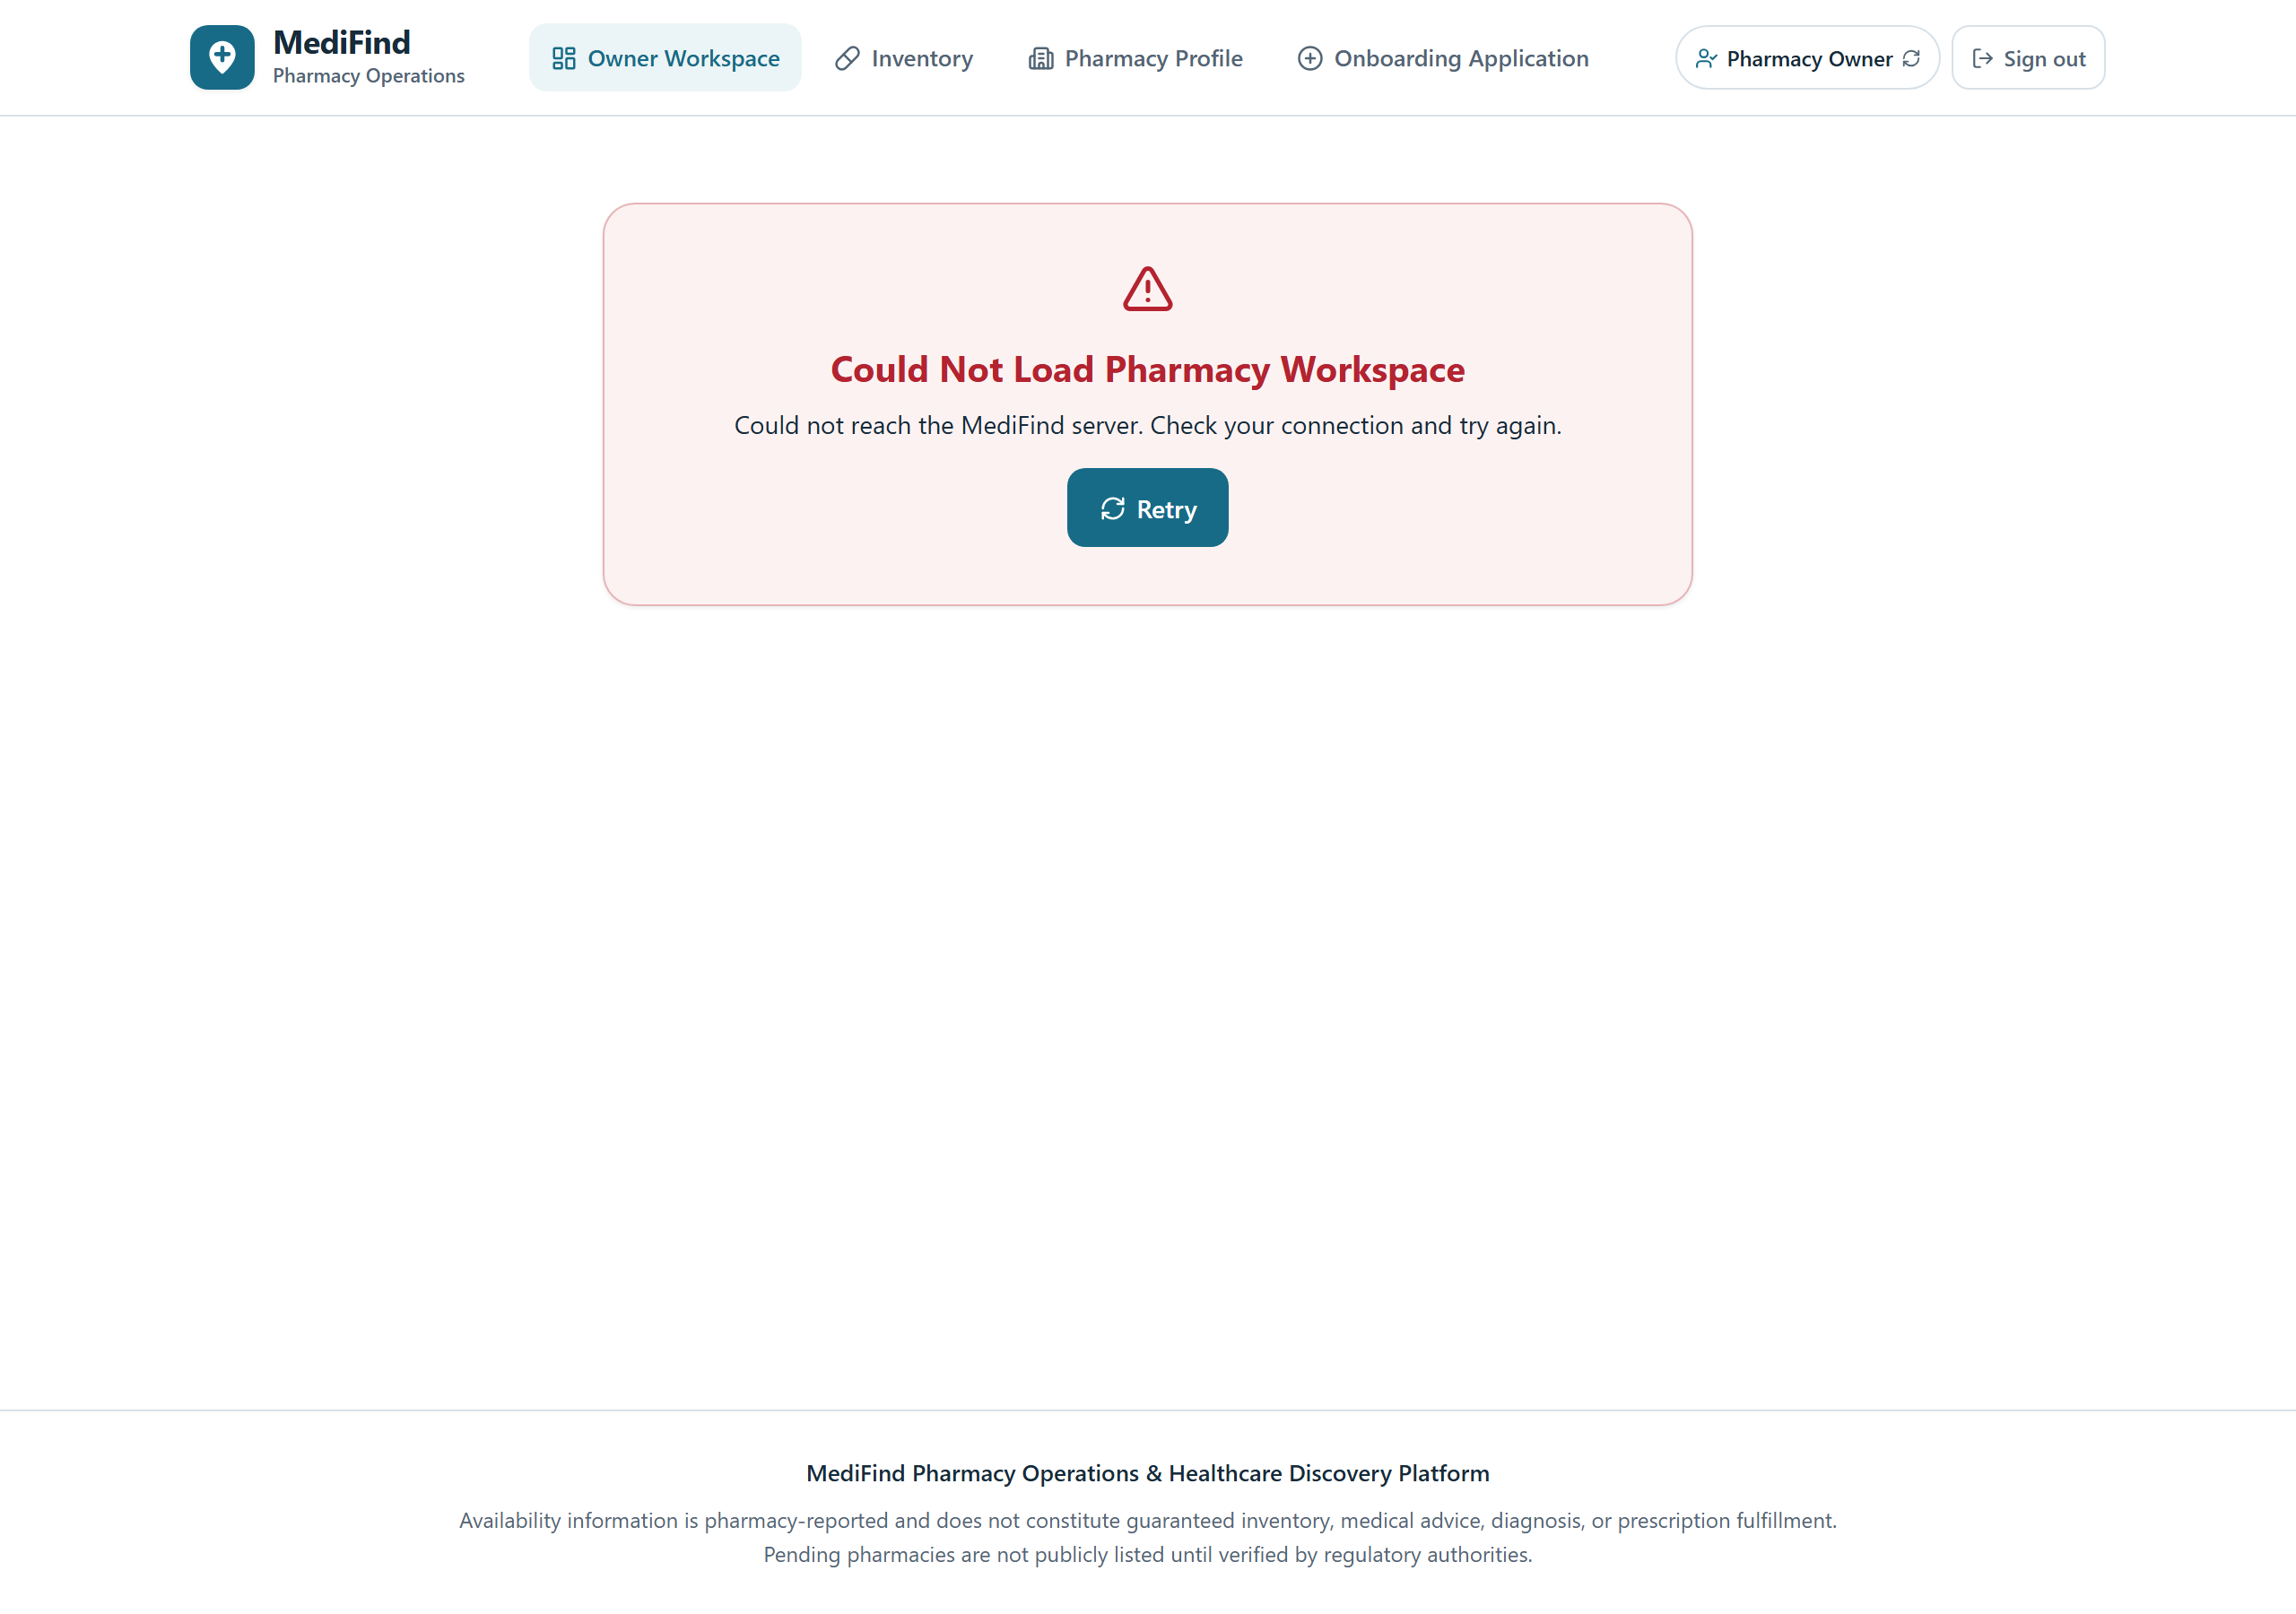 MediFind
Pharmacy Operations
Owner Workspace
Inventory
Pharmacy Profile
Onboarding Application
Pharmacy Owner
Sign out
Could Not Load Pharmacy Workspace
Could not reach the MediFind server. Check your connection and try again.
Retry
MediFind Pharmacy Operations & Healthcare Discovery Platform
Availability information is pharmacy-reported and does not constitute guaranteed inventory, medical advice, diagnosis, or prescription fulfillment.
Pending pharmacies are not publicly listed until verified by regulatory authorities.